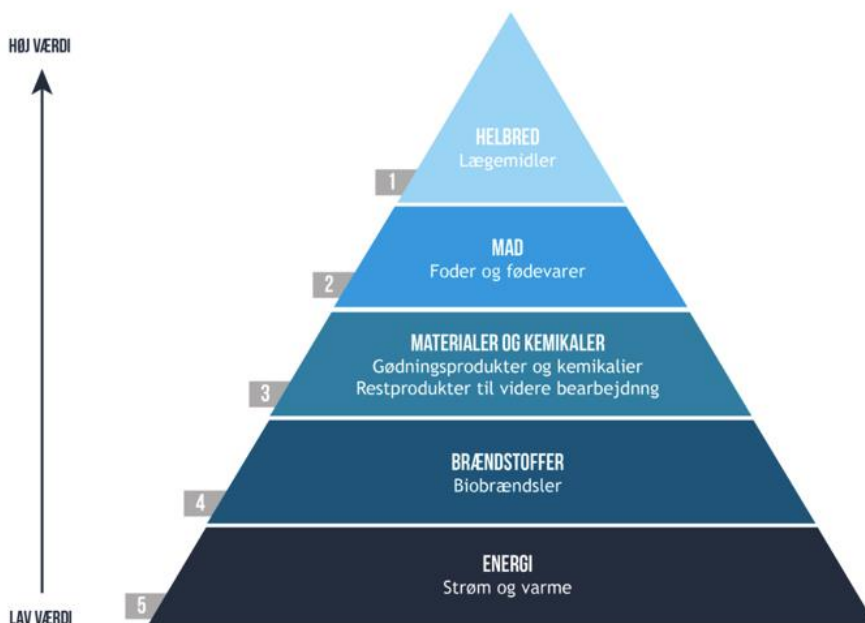 HØJ VÆRDI
HELBRED
Lægemidler
1
MAD
Foder og fødevarer
2
MATERIALER OG KEMIKALER
Gødningsprodukter og kemikalier
Restprodukter til videre bearbejdnng
3
BRÆNDSTOFFER
Biobrændsler
4
ENERGI
Strøm og varme
5
LAV VÆRDI